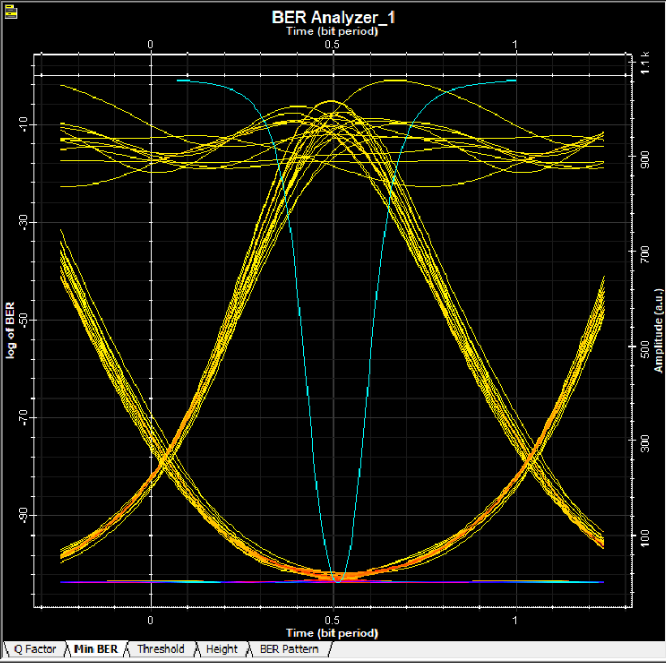 BER Analyzer_1
Time (bit period)
0 0.5 1
log of BER
-10
-30
-50
-70
-90
1.1 k
900
700
500
300
100
Amplitude (a.u.)
0 0.5 1
Time (bit period)
Q Factor Min BER Threshold Height BER Pattern